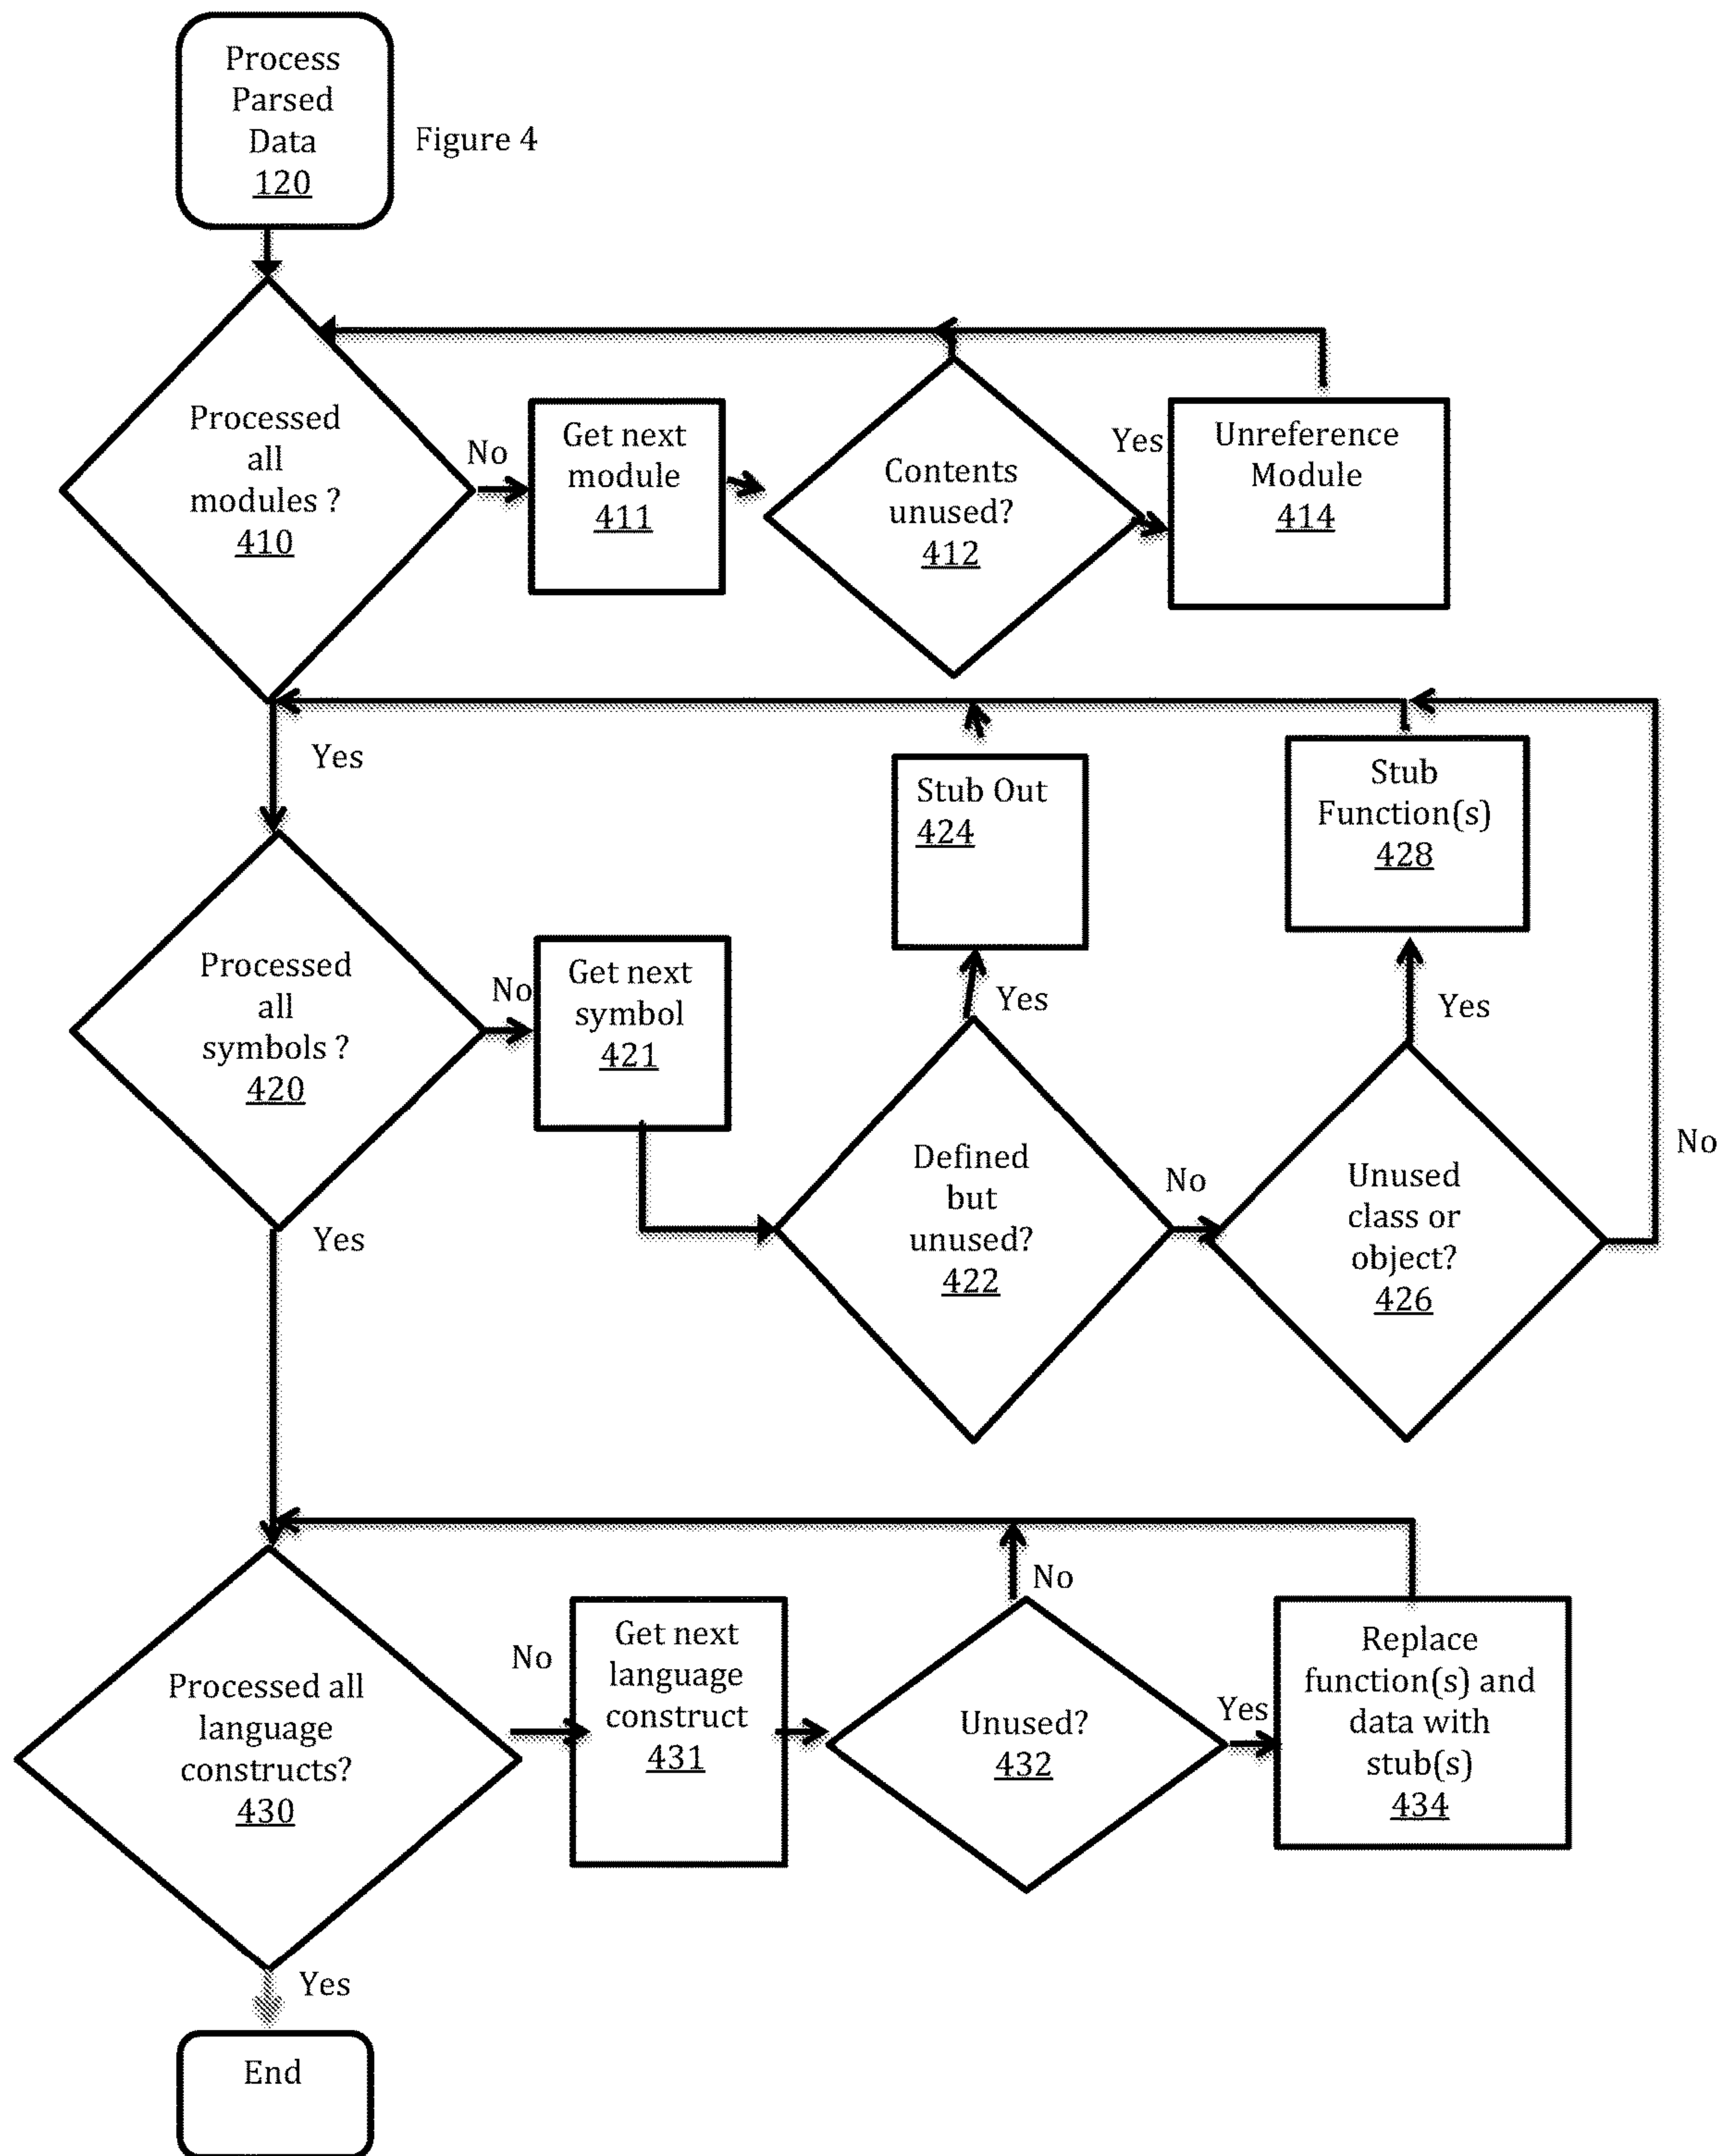 Process
Parsed
Data
120
Figure 4
Processed
all
modules ?
410
No
Get next
module
411
Contents
unused?
412
Yes
Unreference
Module
414
Yes
Stub Out
424
Stub
Function(s)
428
Processed
all
symbols ?
420
No
Get next
symbol
421
Yes
Yes
Defined
but
unused?
422
No
Unused
class or
object?
426
No
Yes
Processed all
language
constructs?
430
No
Get next
language
construct
431
No
Unused?
432
Yes
Replace
function(s) and
data with
stub(s)
434
Yes
End